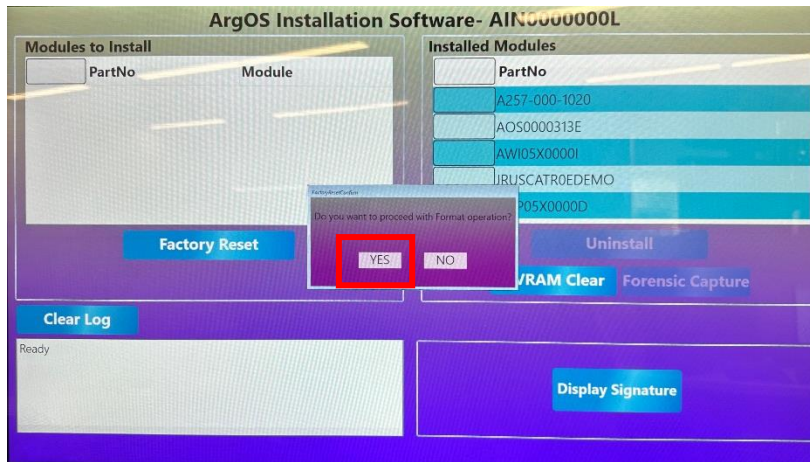 ArgOS Installation Software- AIN0000000L
Modules to Install
PartNo Module
Factory Reset
Installed Modules
PartNo
A257-000-1020
AOS0000313E
AWI05X0000I
JRUSCATR0EDEMO
P05X0000D
Do you want to proceed with Format operation?
YES NO
Uninstall
VRAM Clear Forensic Capture
Clear Log
Ready
Display Signature